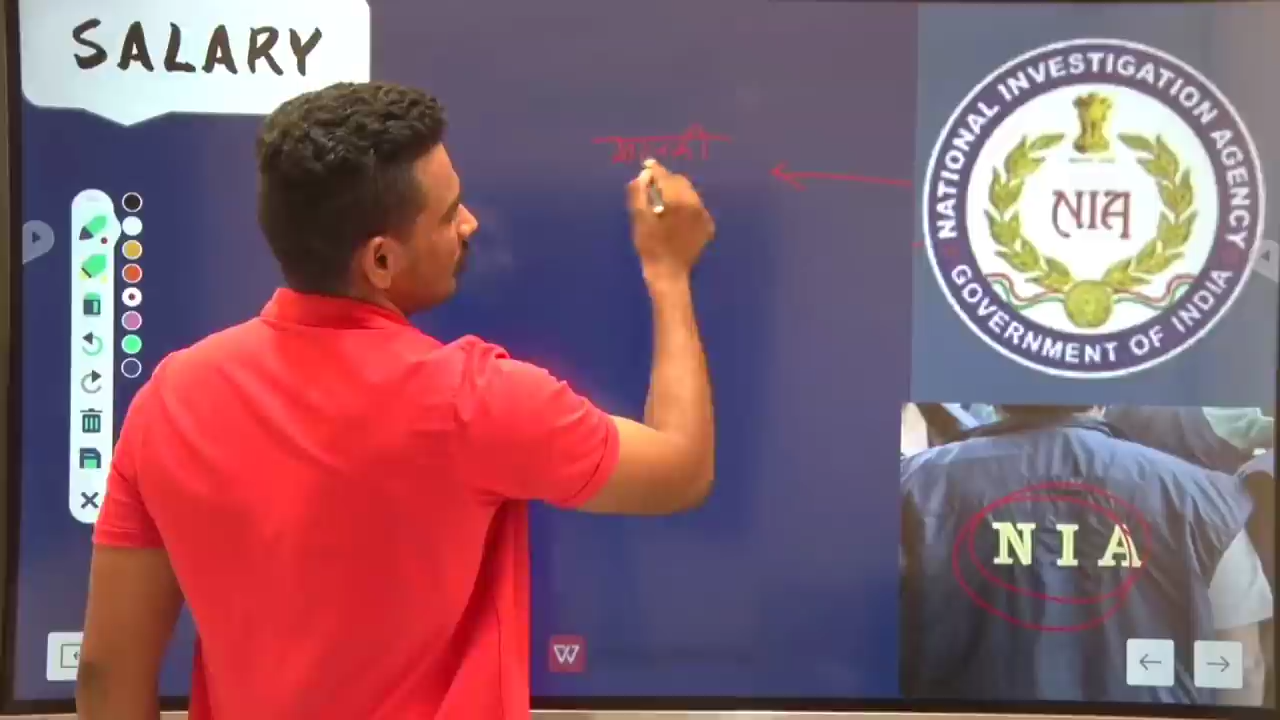 SALARY
NATIONAL INVESTIGATION AGENCY
NIA
GOVERNMENT OF INDIA
NIA